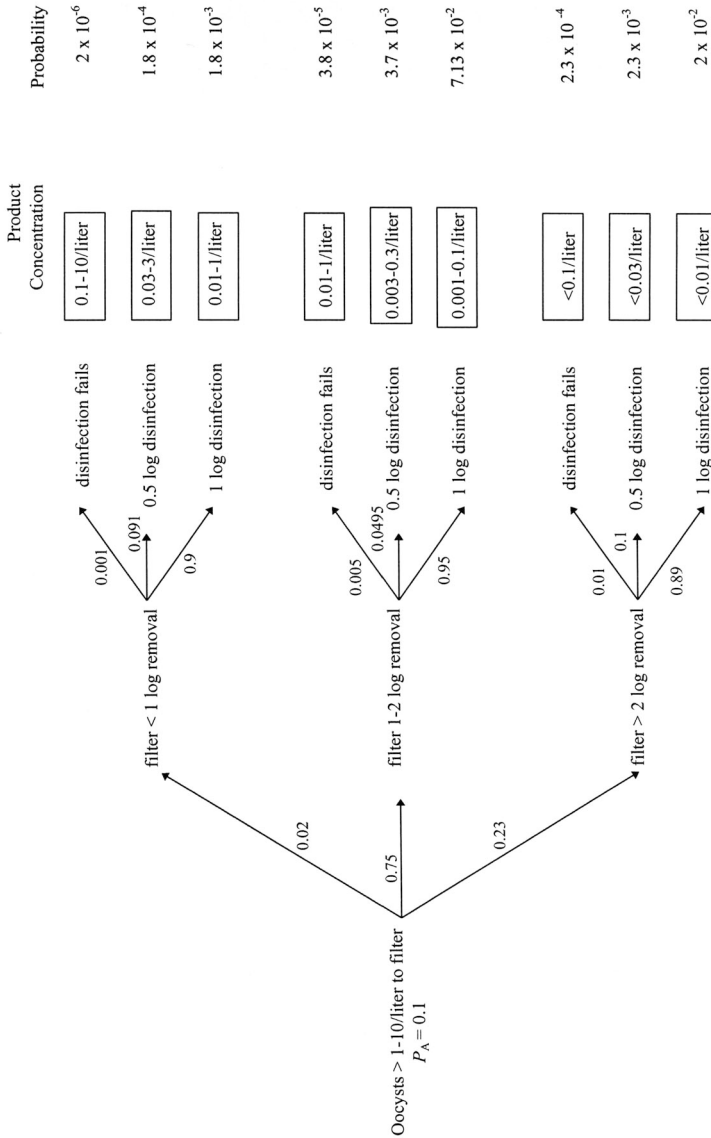 Product
Concentration
Probability
Oocysts > 1-10/liter to filter
P_A = 0.1
0.02
0.75
0.23
filter < 1 log removal
0.001
0.091
0.9
disinfection fails
0.1-10/liter
2 x 10^-6
0.5 log disinfection
0.03-3/liter
1.8 x 10^-4
1 log disinfection
0.01-1/liter
1.8 x 10^-3
filter 1-2 log removal
0.005
0.0495
0.95
disinfection fails
0.01-1/liter
3.8 x 10^-5
0.5 log disinfection
0.003-0.3/liter
3.7 x 10^-3
1 log disinfection
0.001-0.1/liter
7.13 x 10^-2
filter > 2 log removal
0.01
0.1
0.89
disinfection fails
<0.1/liter
2.3 x 10^-4
0.5 log disinfection
<0.03/liter
2.3 x 10^-3
1 log disinfection
<0.01/liter
2 x 10^-2